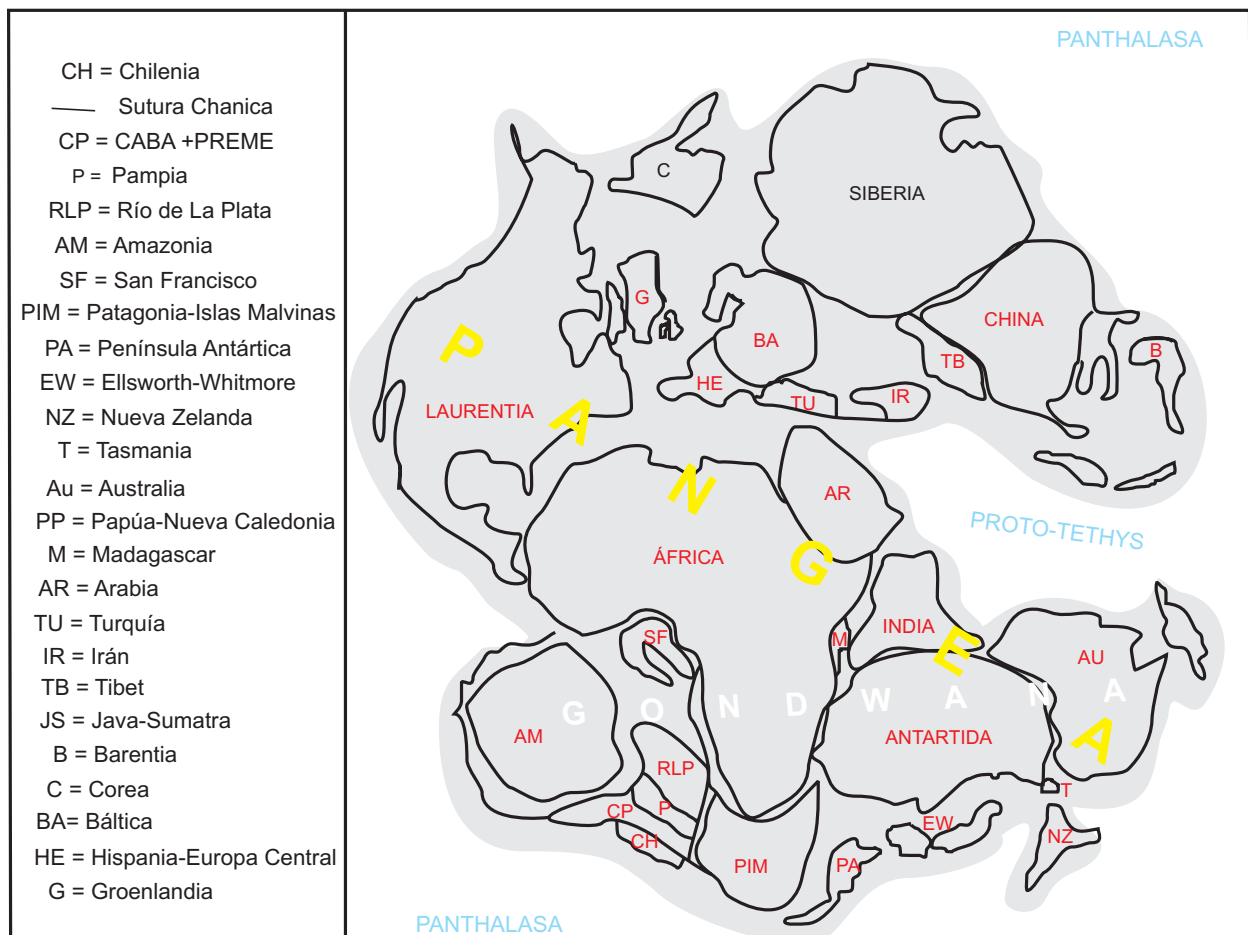 CH = Chilenia
Sutura Chanica
CP = CABA +PREME
P = Pampia
RLP = Río de La Plata
AM = Amazonia
SF = San Francisco
PIM = Patagonia-Islas Malvinas
PA = Península Antártica
EW = Ellsworth-Whitmore
NZ = Nueva Zelanda
T = Tasmania
Au = Australia
PP = Papúa-Nueva Caledonia
M = Madagascar
AR = Arabia
TU = Turquía
IR = Irán
TB = Tibet
JS = Java-Sumatra
B = Barentia
C = Corea
BA= Báltica
HE = Hispania-Europa Central
G = Groenlandia
PANTHALASA
C
SIBERIA
G
CHINA
BA
TB
B
HE
TU
IR
LAURENTIA
PANGEA
AR
PROTO-TETHYS
ÁFRICA
SF
M
INDIA
AU
GONDWANA
AM
ANTARTIDA
RLP
T
P
CP
CH
EW
NZ
PIM
PA
PANTHALASA